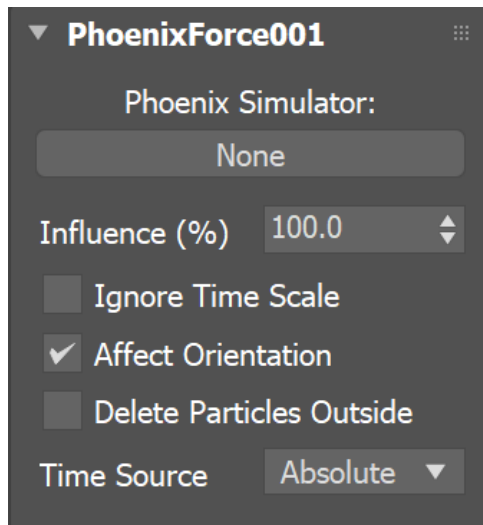 PhoenixForce001
Phoenix Simulator:
None
Influence (%) 100.0
Ignore Time Scale
Affect Orientation
Delete Particles Outside
Time Source Absolute